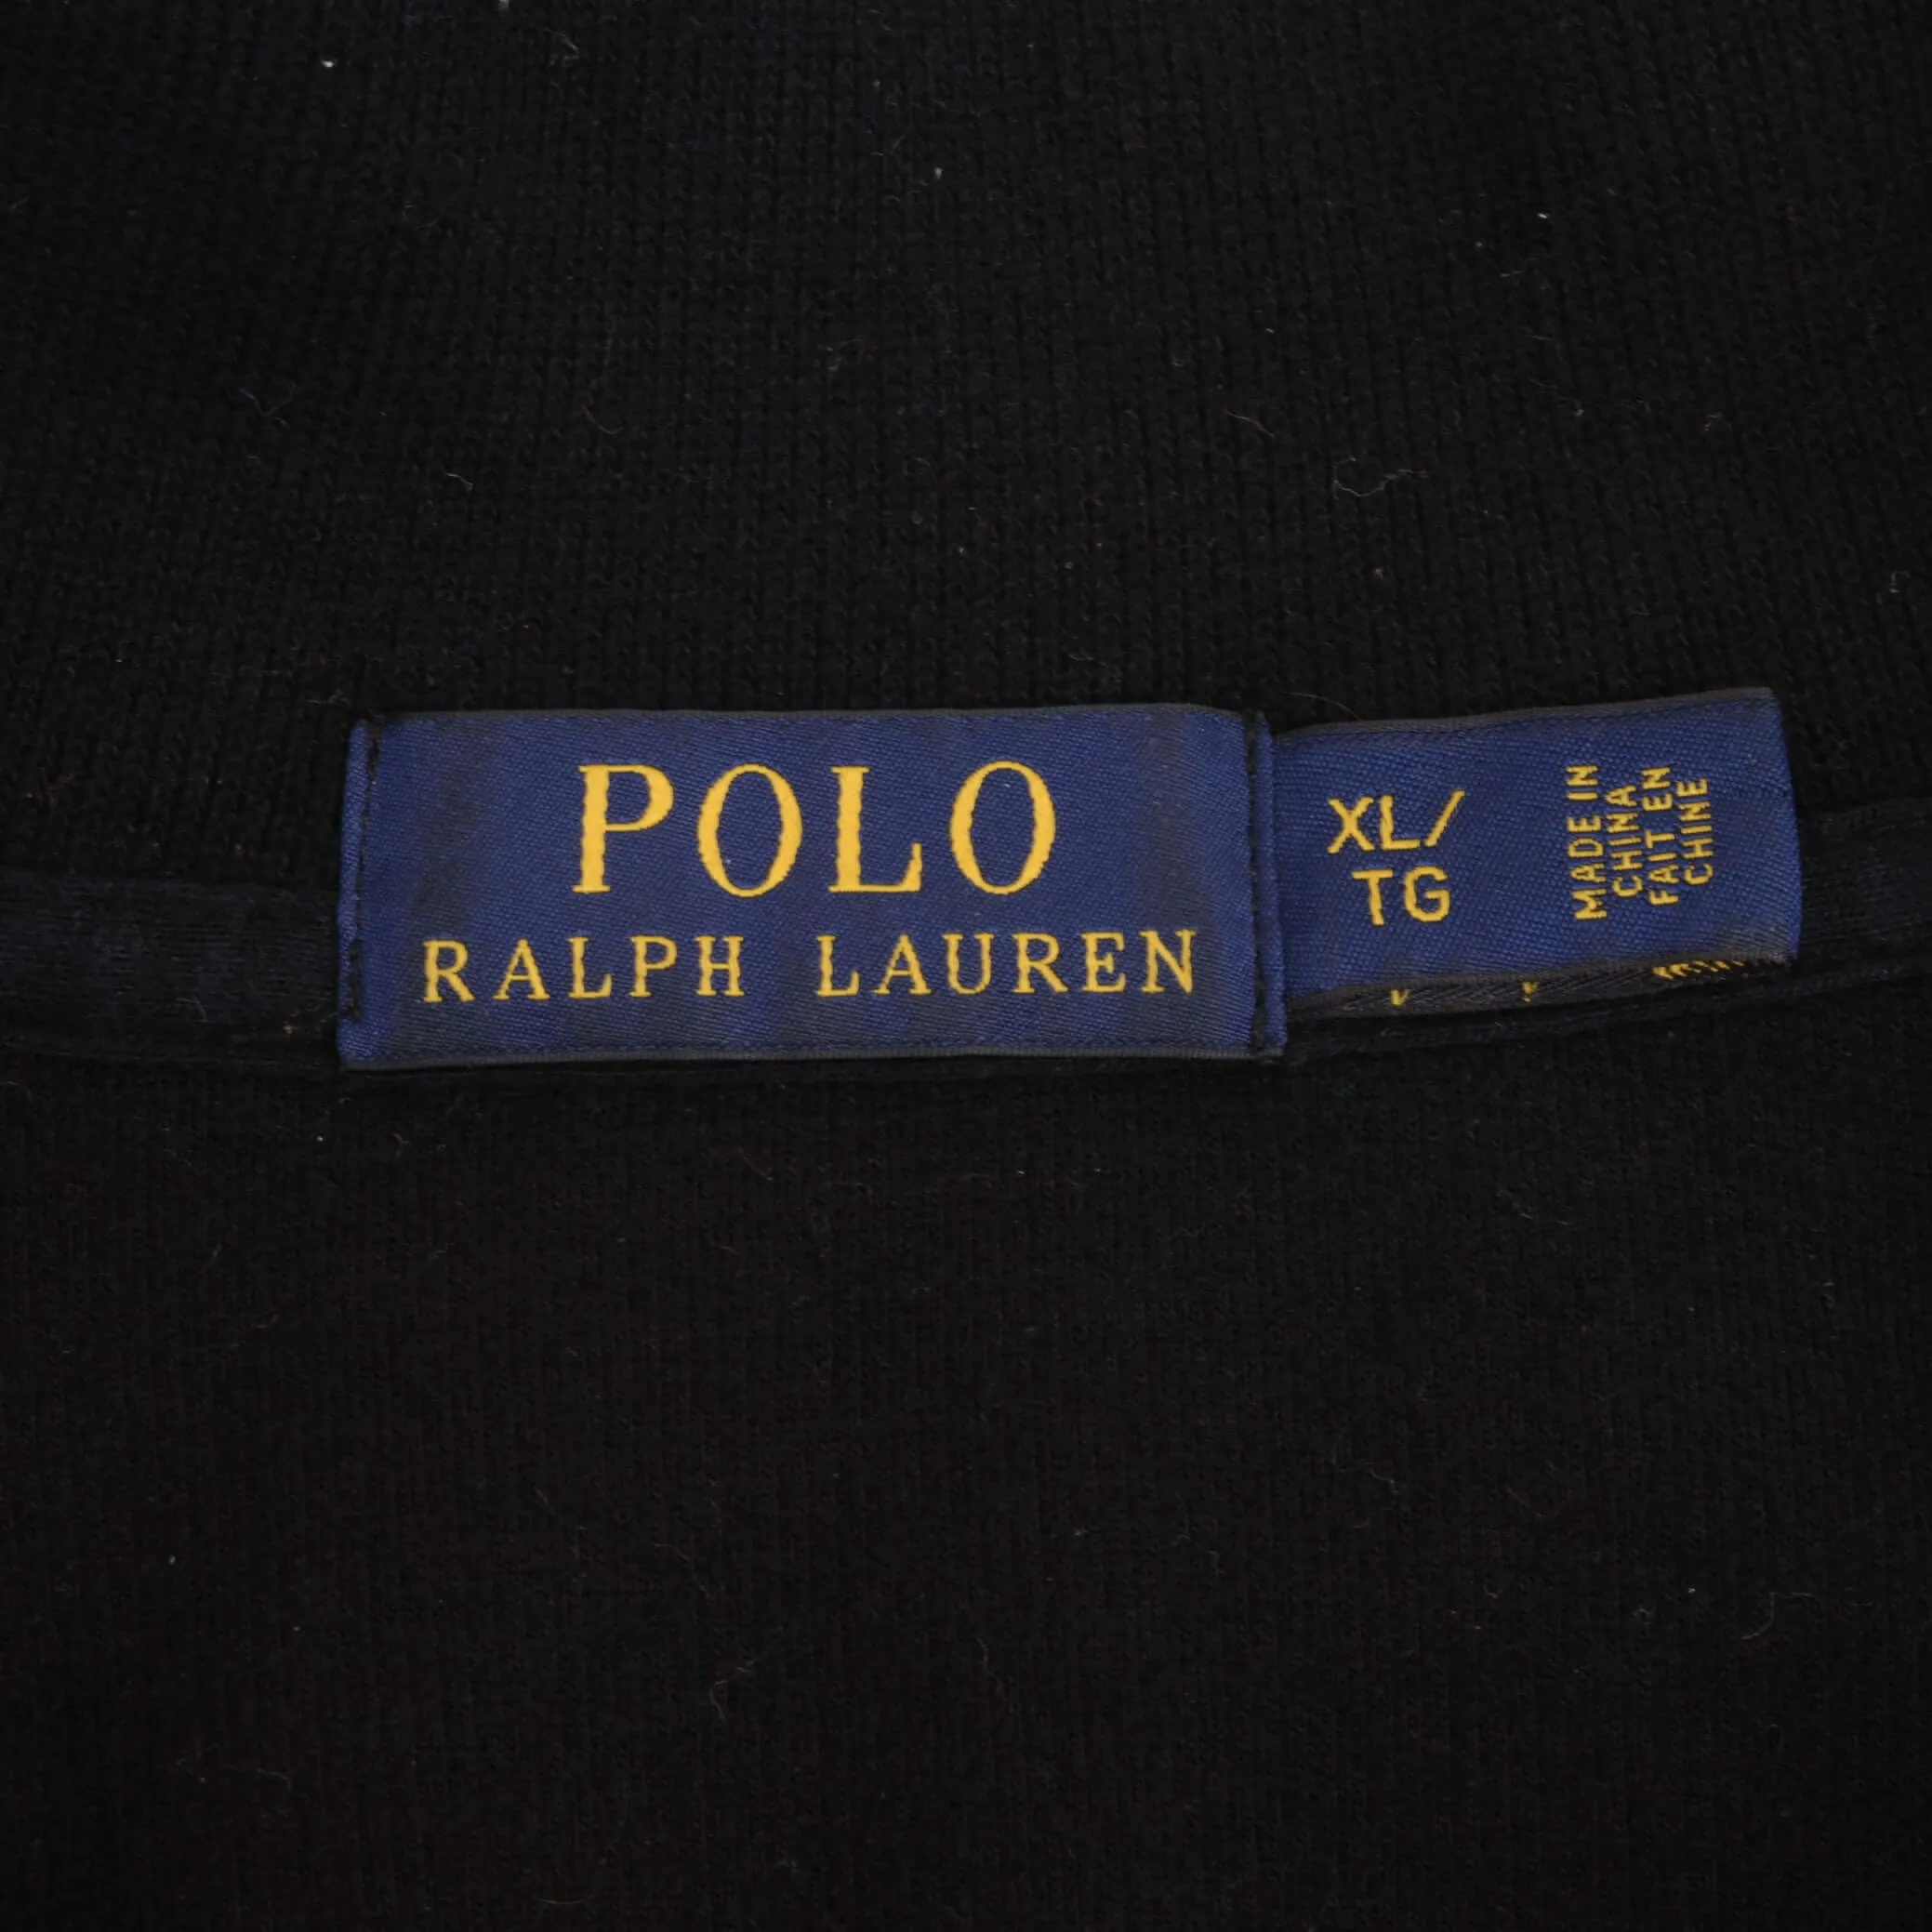 POLO
RALPH LAUREN
XL/
TG
MADE IN
CHINA
FAIT EN
CHINE